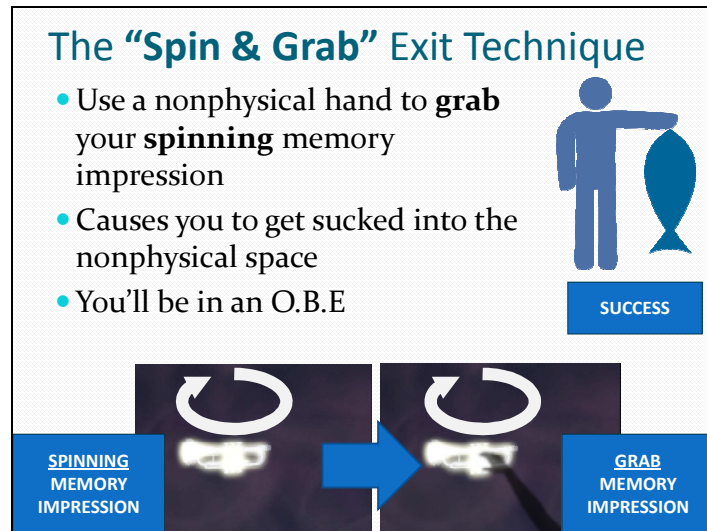 The “Spin & Grab” Exit Technique
Use a nonphysical hand to grab
your spinning memory
impression
Causes you to get sucked into the
nonphysical space
You’ll be in an O.B.E
SUCCESS
SPINNING
MEMORY
IMPRESSION
GRAB
MEMORY
IMPRESSION